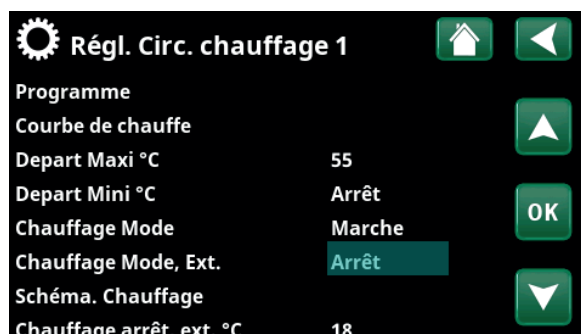 Régl. Circ. chauffage 1
Programme
Courbe de chauffe
Depart Maxi °C 55
Depart Mini °C Arrêt
Chauffage Mode Marche
OK
Chauffage Mode, Ext. Arrêt
Schéma. Chauffage
Chauffage arrêt, ext. °C 18